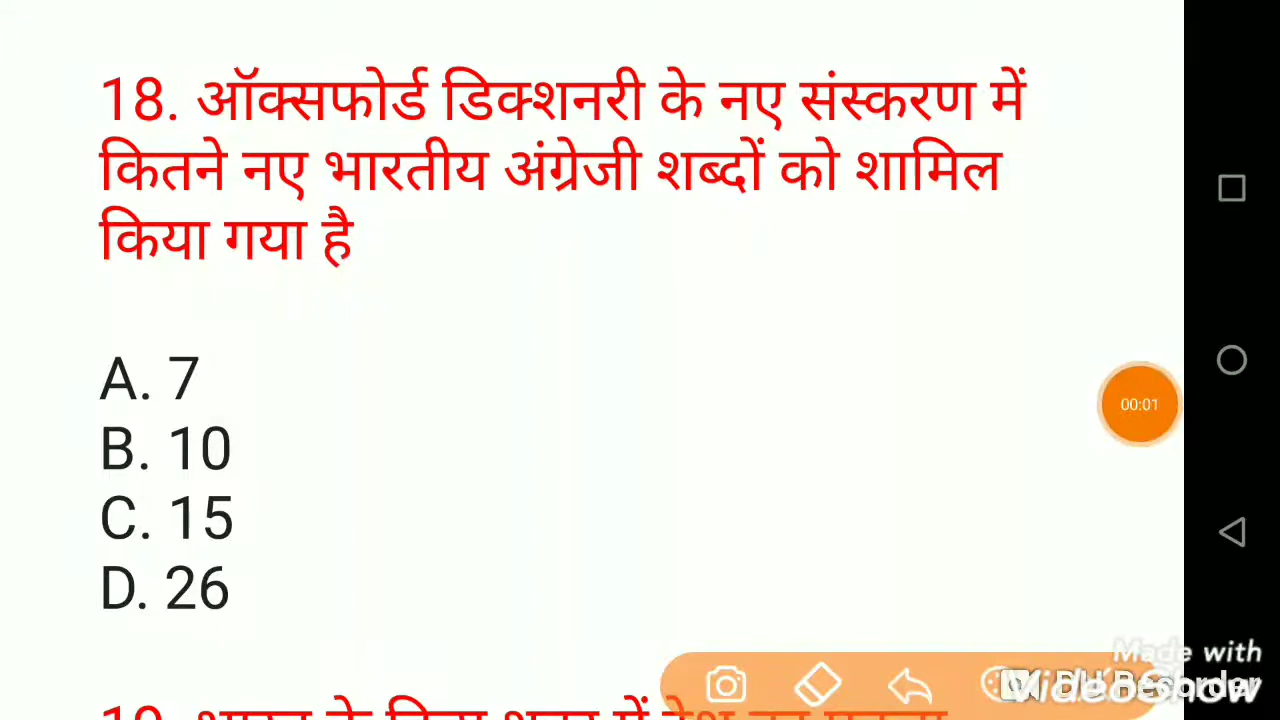 18. ऑक्सफोर्ड डिक्शनरी के नए संस्करण में
कितने नए भारतीय अंग्रेजी शब्दों को शामिल
किया गया है
A. 7
B. 10
C. 15
D. 26
00:01
Made with
VideoShow